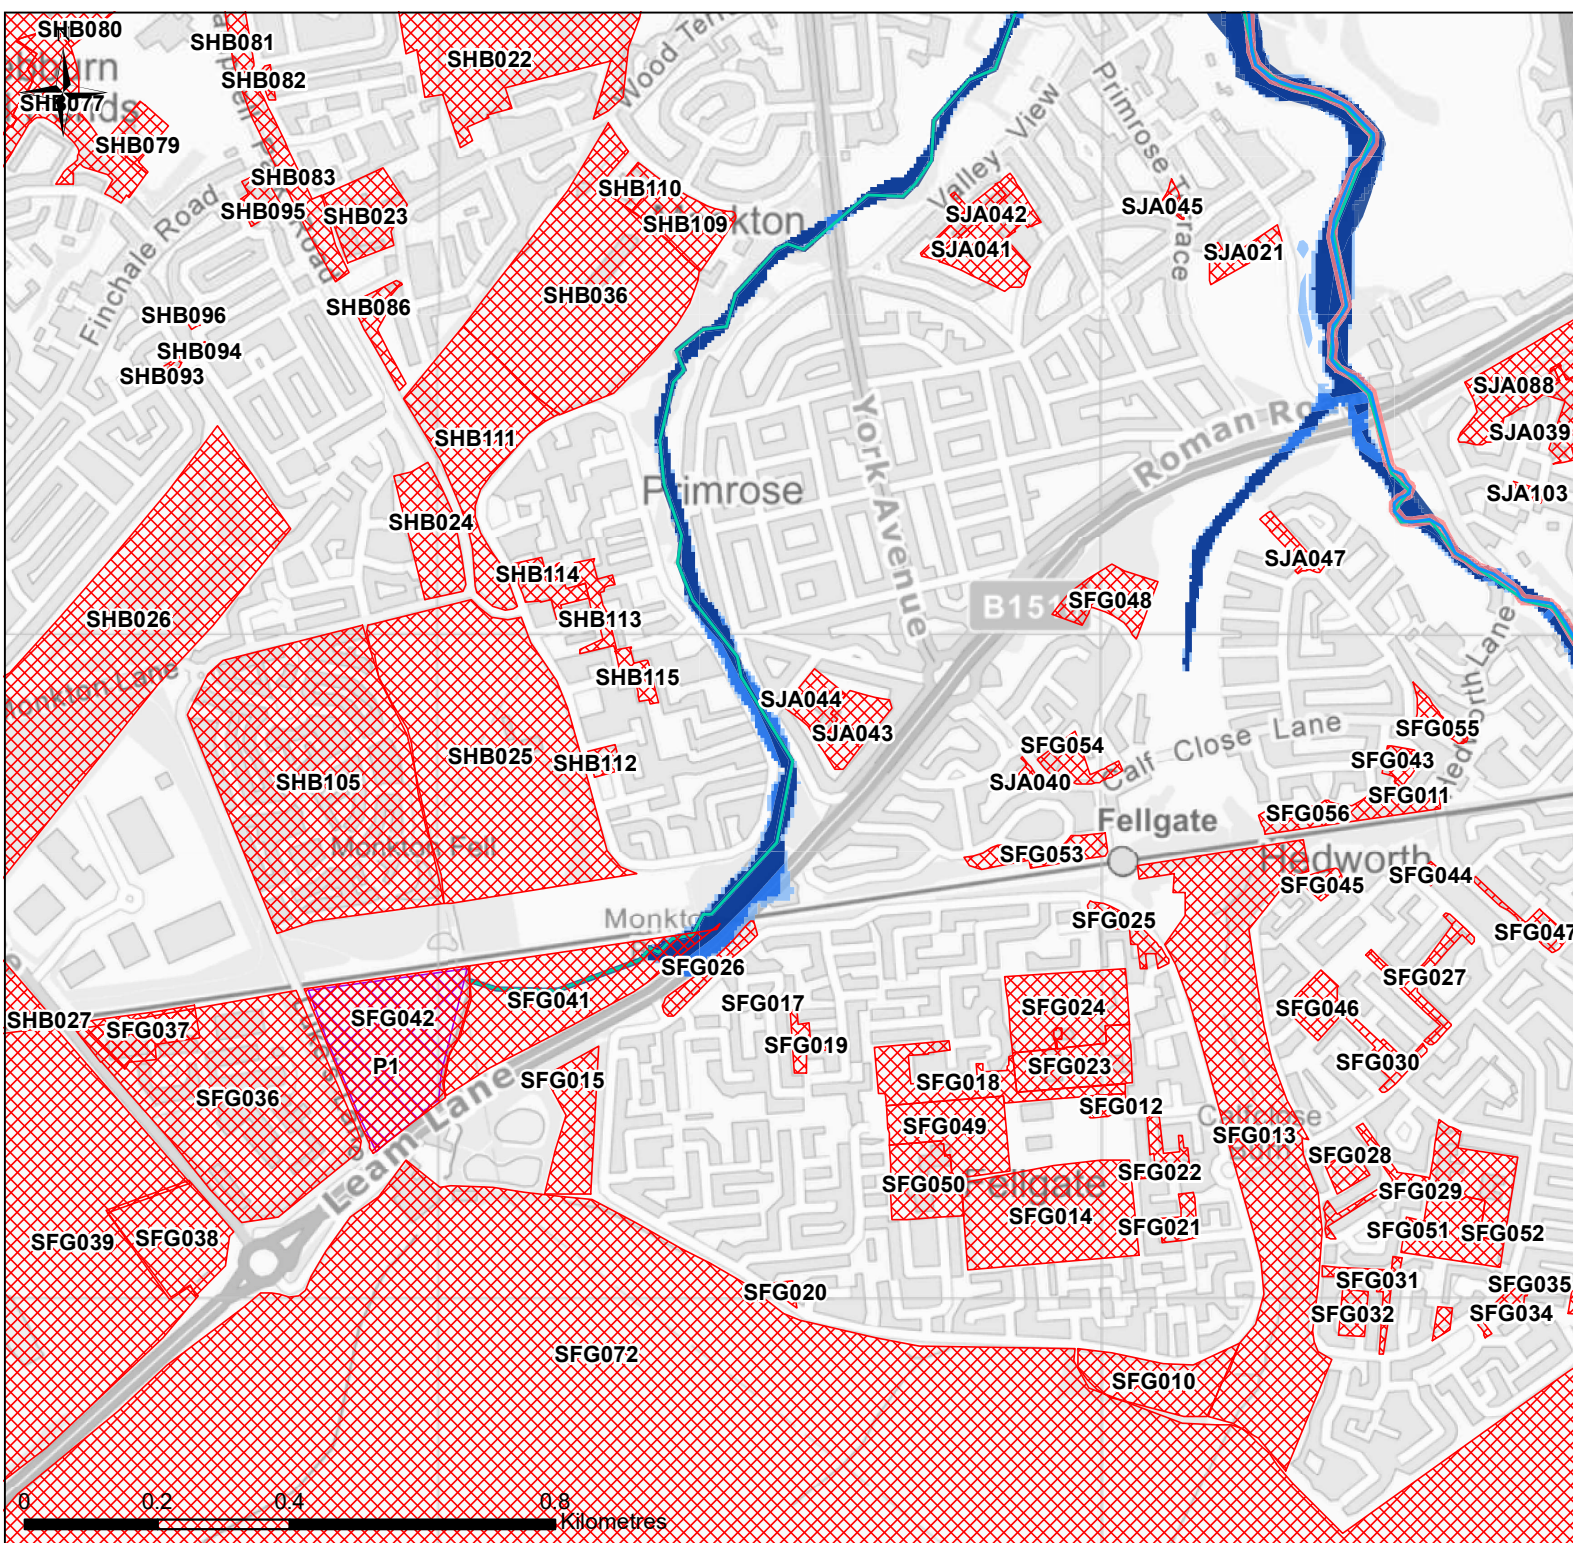 SHB080
SHB081
SHB022
Wood Terr
SHB082
SHB077
SHB079
Valley View
Primrose Terrace
SHB083
SHB110
SHB095
SHB023
SHB109
SJA042
SJA045
SJA041
SJA021
Finchale Road
SHB036
SHB086
SHB096
SHB094
SHB093
SJA088
SHB111
York Avenue
Roman Ro
SJA039
Primrose
SJA103
SHB024
SJA047
SHB114
B151
SFG048
SHB026
SHB113
SHB115
Monkton Lane
SJA044
SJA043
Hedworth Lane
SFG055
Calf Close Lane
SFG054
SHB025
SHB112
SFG043
SHB105
SJA040
SFG011
SFG056
Fellgate
Monkton Fell
SFG053
Hedworth
SFG044
SFG045
SFG025
SFG047
SFG026
SFG027
SFG041
SFG017
SFG024
SFG046
SHB027
SFG037
SFG042
SFG019
P1
SFG023
SFG030
SFG015
SFG018
SFG036
SFG012
SFG049
Calfclose
Burn
SFG013
Leam Lane
SFG028
SFG022
SFG050
Fellgate
SFG029
SFG014
SFG021
SFG051
SFG052
SFG039
SFG038
SFG031
SFG035
SFG020
SFG032
SFG034
SFG072
SFG010
0 0.2 0.4 0.8
Kilometres